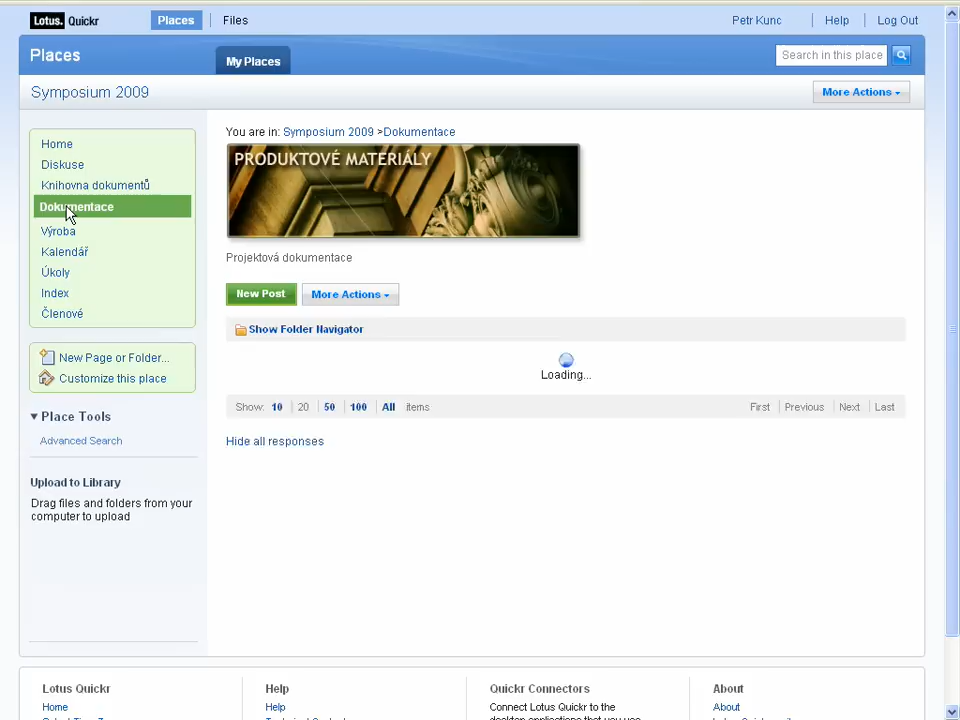 Lotus. Quickr Places Files Petr Kunc Help Log Out
Places My Places Search in this place
Symposium 2009 More Actions
Home
Diskuse
Knihovna dokumentů
Dokumentace
Výroba
Kalendář
Úkoly
Index
Členové
New Page or Folder...
Customize this place
Place Tools
Advanced Search
Upload to Library
Drag files and folders from your
computer to upload
You are in: Symposium 2009 >Dokumentace
PRODUKTOVÉ MATERIÁLY
Projektová dokumentace
New Post More Actions
Show Folder Navigator
Loading...
Show: 10 20 50 100 All items First Previous Next Last
Hide all responses
Lotus Quickr Help Quickr Connectors About
Home Help Connect Lotus Quickr to the About